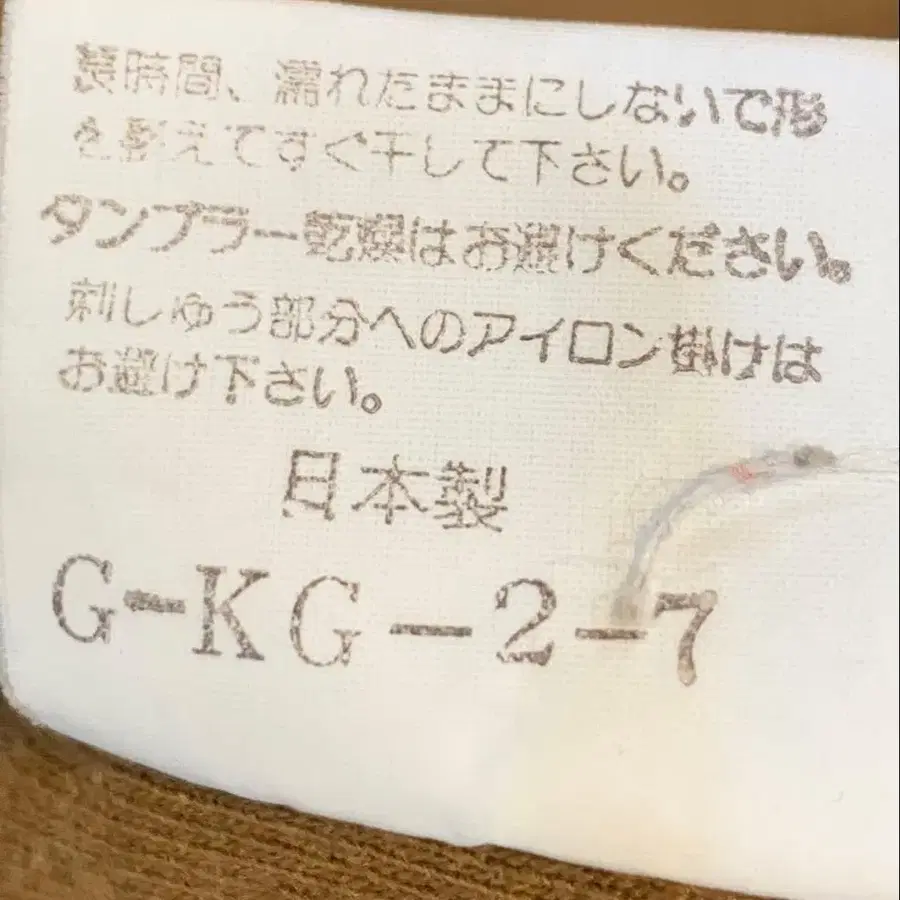 長時間、濡れたままにしないで形
を整えてすぐ干して下さい。
タンブラー乾燥はお避けください。
刺しゅう部分へのアイロン掛けは
お避け下さい。
日本製
G-KG-2-7